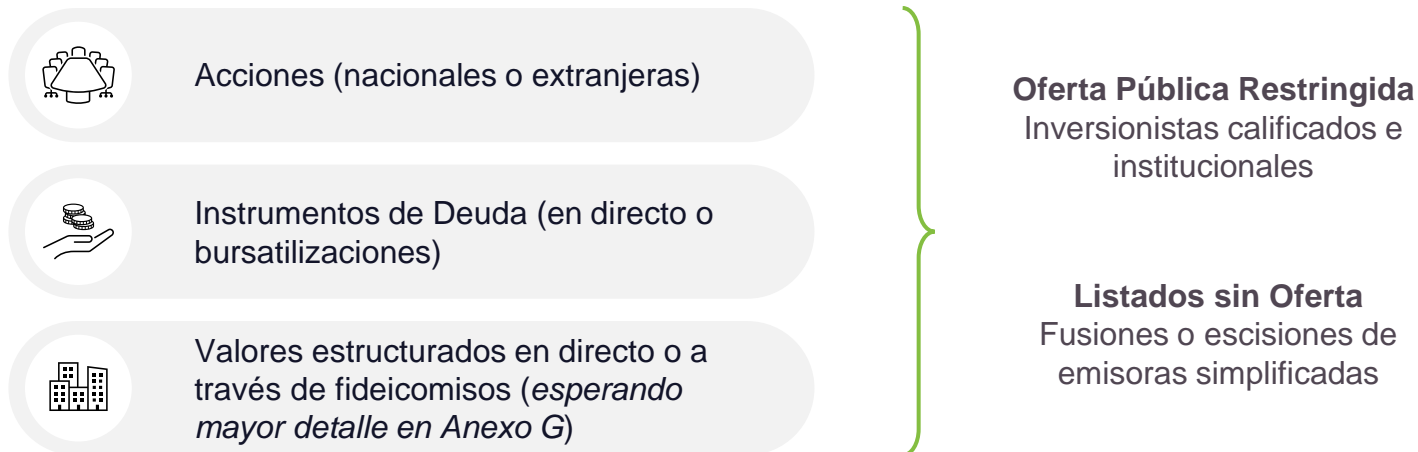 Acciones (nacionales o extranjeras)
Instrumentos de Deuda (en directo o
bursatilizaciones)
Valores estructurados en directo o a
través de fideicomisos (esperando
mayor detalle en Anexo G)
Oferta Pública Restringida
Inversionistas calificados e
institucionales
Listados sin Oferta
Fusiones o escisiones de
emisoras simplificadas